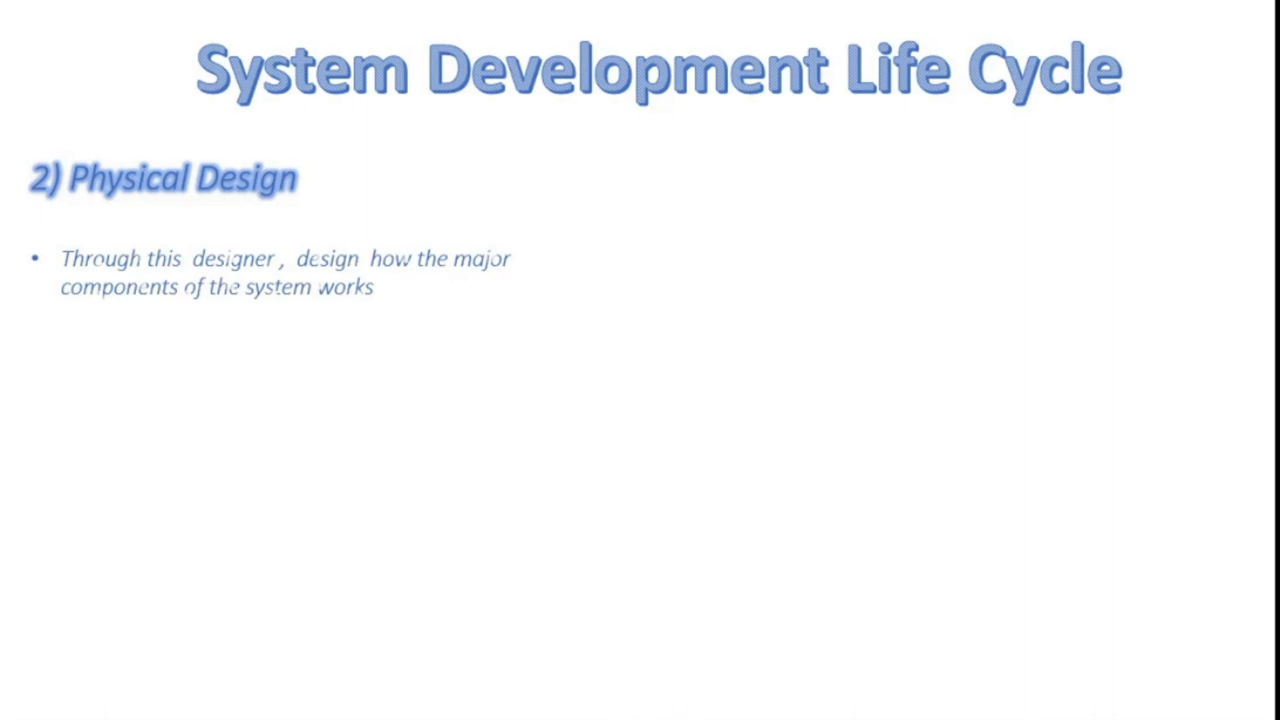 System Development Life Cycle
2) Physical Design
• Through this designer , design how the major
components of the system works